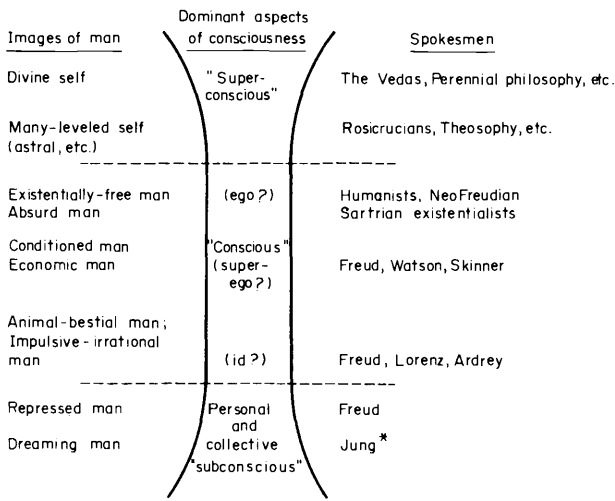 Images of man
Dominant aspects
of consciousness
Spokesmen
Divine self
"Super-
conscious"
The Vedas, Perennial philosophy, etc.
Many-leveled self
(astral, etc.)
Rosicrucians, Theosophy, etc.
Existentially-free man
Absurd man
(ego?)
Humanists, NeoFreudian
Sartrian existentialists
Conditioned man
Economic man
"Conscious"
(super-
ego?)
Freud, Watson, Skinner
Animal-bestial man;
Impulsive-irrational
man
(id?)
Freud, Lorenz, Ardrey
Repressed man
Dreaming man
Personal
and
collective
"subconscious"
Freud
Jung*